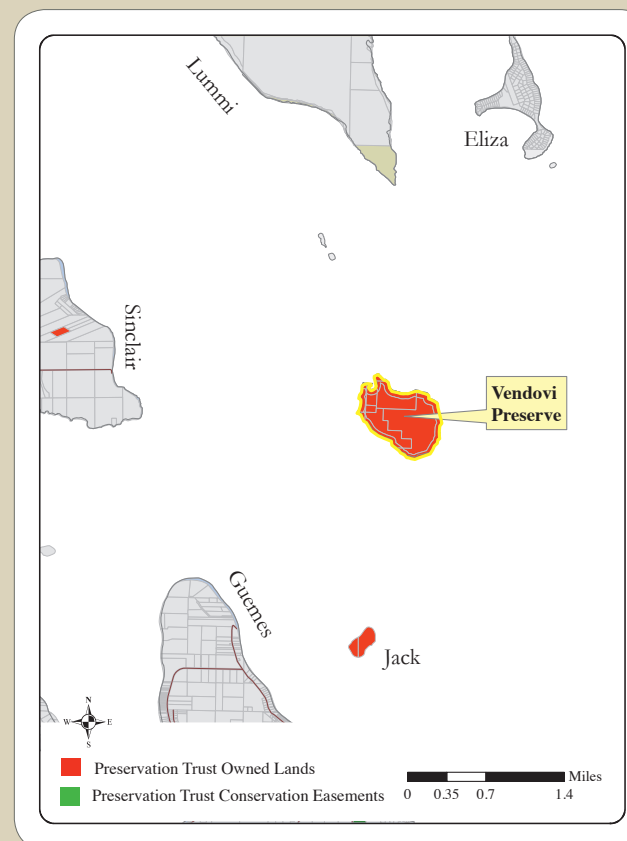 Lummi
Eliza
Sinclair
Vendovi
Preserve
Guemes
Jack
N
W
E
S
Preservation Trust Owned Lands
Preservation Trust Conservation Easements
Miles
0 0.35 0.7 1.4